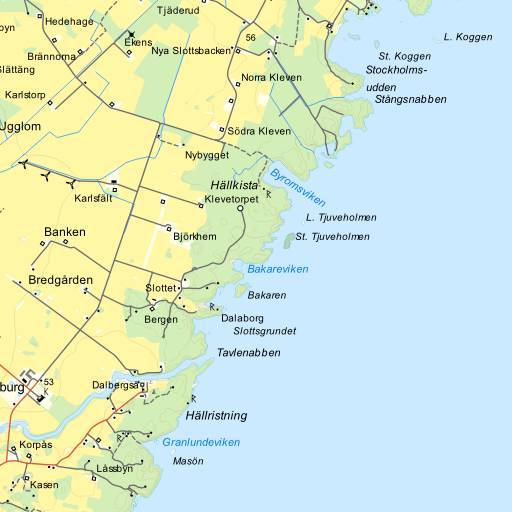 Tjäderud
Hedehage
56
L. Koggen
byn
Ekens
Nya Slottsbacken
Brännorna
St. Koggen
Slättäng
Stockholms-
udden
Norra Kleven
Karlstorp
Stångsnabben
Ugglom
Södra Kleven
Nybygget
Byromsviken
Hällkista
Karlsfält
Klevetorpet
L. Tjuveholmen
Banken
Björkhem
St. Tjuveholmen
Bakareviken
Bredgården
Slottet
Bakaren
Bergen
Dalaborg
Slottsgrundet
Tavlenabben
53
burg
K
Dalbergså
Hällristning
Granlundeviken
Korpås
Låssbyn
Masön
Kasen